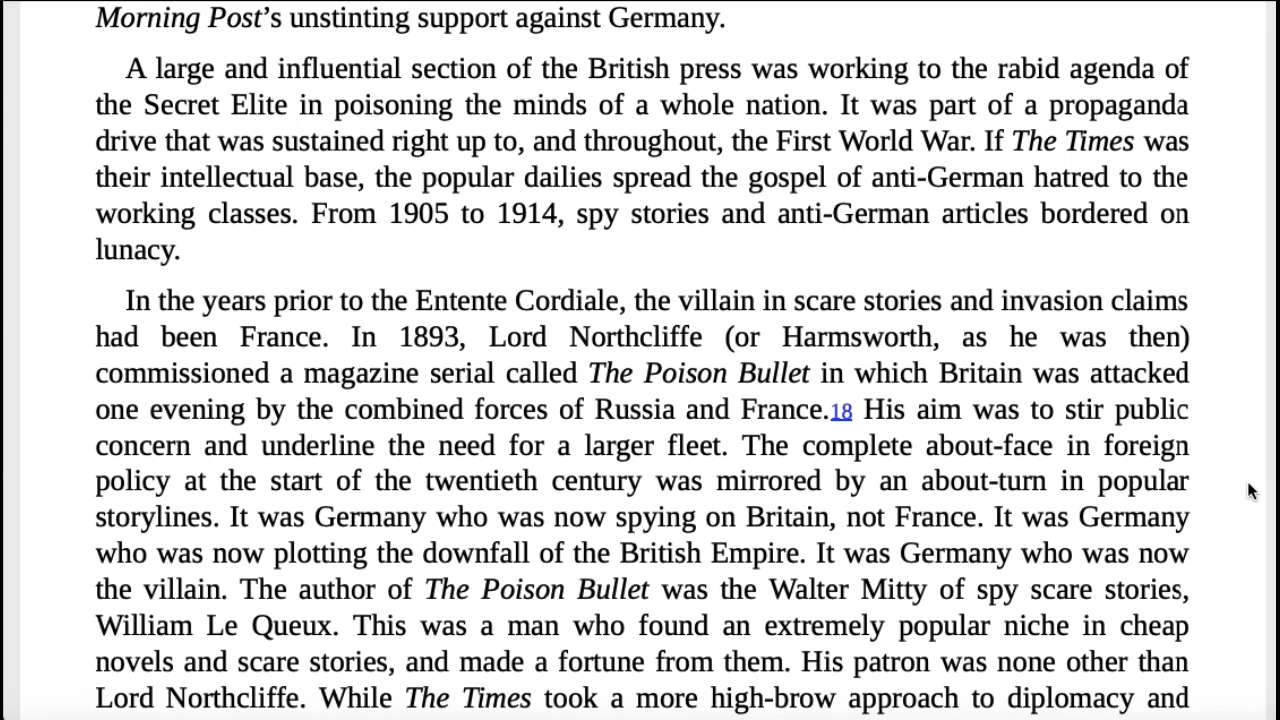 Morning Post’s unstinting support against Germany.
A large and influential section of the British press was working to the rabid agenda of
the Secret Elite in poisoning the minds of a whole nation. It was part of a propaganda
drive that was sustained right up to, and throughout, the First World War. If The Times was
their intellectual base, the popular dailies spread the gospel of anti-German hatred to the
working classes. From 1905 to 1914, spy stories and anti-German articles bordered on
lunacy.
In the years prior to the Entente Cordiale, the villain in scare stories and invasion claims
had been France. In 1893, Lord Northcliffe (or Harmsworth, as he was then)
commissioned a magazine serial called The Poison Bullet in which Britain was attacked
one evening by the combined forces of Russia and France.18 His aim was to stir public
concern and underline the need for a larger fleet. The complete about-face in foreign
policy at the start of the twentieth century was mirrored by an about-turn in popular
storylines. It was Germany who was now spying on Britain, not France. It was Germany
who was now plotting the downfall of the British Empire. It was Germany who was now
the villain. The author of The Poison Bullet was the Walter Mitty of spy scare stories,
William Le Queux. This was a man who found an extremely popular niche in cheap
novels and scare stories, and made a fortune from them. His patron was none other than
Lord Northcliffe. While The Times took a more high-brow approach to diplomacy and